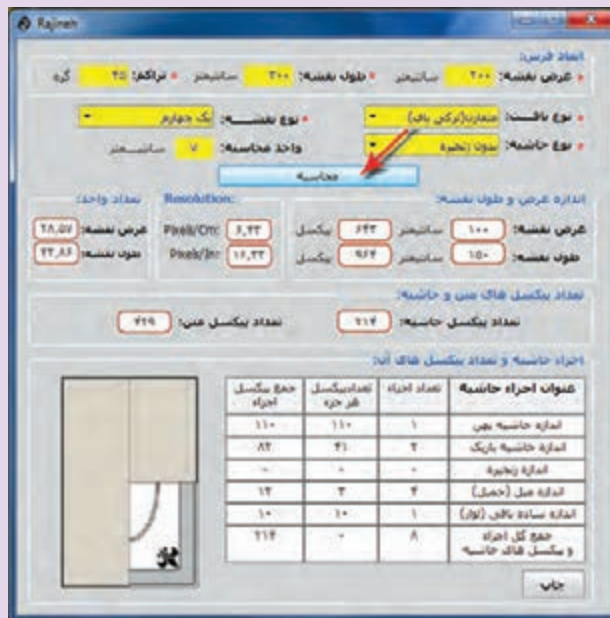 Rajineh
ابعاد فرش:
* عرض نقشه: ۲۰۰ سانتیمتر * طول نقشه: ۳۰۰ سانتیمتر * تراکم: ۴۵ گره
* نوع بافت: متقارن(ترکی باف) * نوع نقشه: یک چهارم
* نوع حاشیه: بدون زنجیره واحد محاسبه: ۷ سانتیمتر
محاسبه
اندازه عرض و طول نقشه: Resolution: تعداد واحد:
عرض نقشه: ۱۰۰ سانتیمتر ۶۴۳ پیکسل Pixels/Cm: ۶,۴۳ عرض نقشه: ۲۸,۵۷
طول نقشه: ۱۵۰ سانتیمتر ۹۶۴ پیکسل Pixels/In: ۱۶,۳۳ طول نقشه: ۴۲,۸۶
تعداد پیکسل های متن و حاشیه:
تعداد پیکسل حاشیه: ۲۱۴ تعداد پیکسل متن: ۴۲۹
اجزاء حاشیه و تعداد پیکسل های آن:
عنوان اجزاء حاشیه تعداد اجزاء تعدادپیکسل هر جزء جمع پیکسل اجزاء
اندازه حاشیه پهن ۱ ۱۱۰ ۱۱۰
اندازه حاشیه باریک ۲ ۴۱ ۸۲
اندازه زنجیره ۰ ۰ ۰
اندازه میل (جمیل) ۴ ۳ ۱۲
اندازه ساده بافی (لوار) ۱ ۱۰ ۱۰
جمع کل اجزاء و پیکسل های حاشیه ۸ ۰ ۲۱۴
چاپ